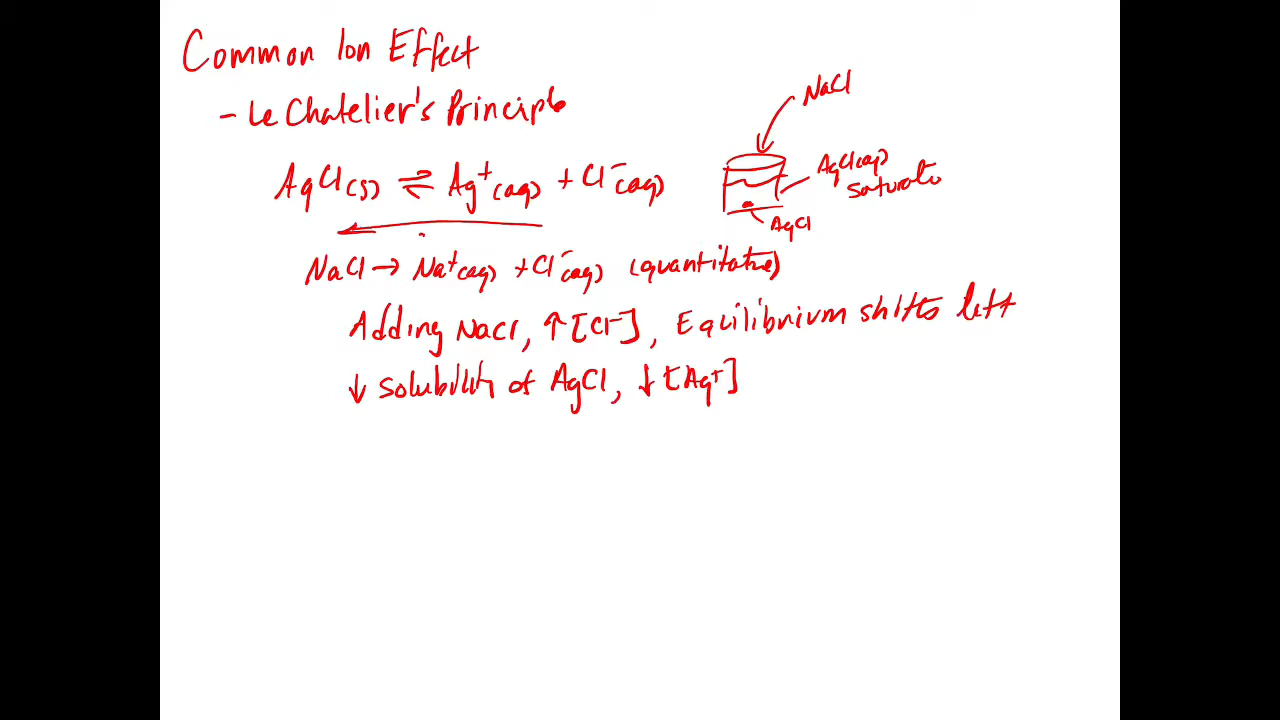 Common Ion Effect
- Le Chatelier's Principle
NaCl
AgCl(s) ⇌ Ag⁺(aq) + Cl⁻(aq)
AgCl(aq)
saturate
AgCl
NaCl → Na⁺(aq) + Cl⁻(aq) (quantitative)
Adding NaCl, ↑ [Cl⁻], Equilibrium shifts left
↓ solubility of AgCl, ↓ [Ag⁺]